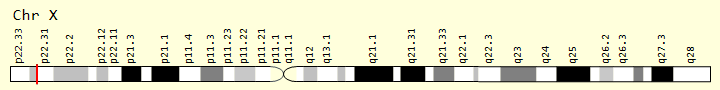 Chr X
p22.33
p22.31
p22.2
p22.12
p22.11
p21.3
p21.1
p11.4
p11.3
p11.23
p11.22
p11.21
p11.1
q11.1
q12
q13.1
q21.1
q21.31
q21.33
q22.1
q22.3
q23
q24
q25
q26.2
q26.3
q27.3
q28